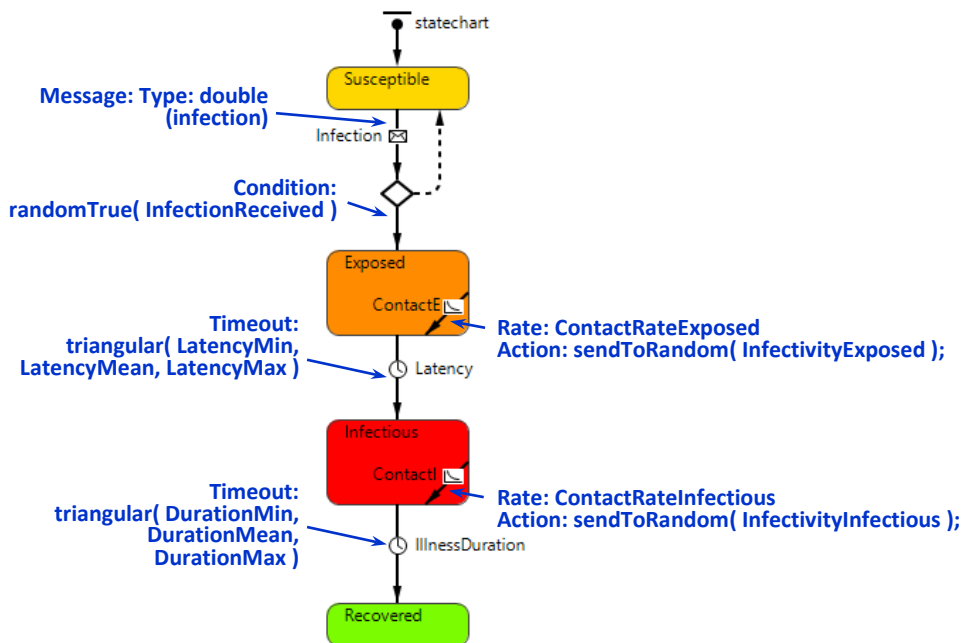 statechart
Susceptible
Message: Type: double
(infection)
Infection
Condition:
randomTrue( InfectionReceived )
Exposed
ContactE
Rate: ContactRateExposed
Action: sendToRandom( InfectivityExposed );
Timeout:
triangular( LatencyMin,
LatencyMean, LatencyMax )
Latency
Infectious
ContactI
Rate: ContactRateInfectious
Action: sendToRandom( InfectivityInfectious );
Timeout:
triangular( DurationMin,
DurationMean,
DurationMax )
IllnessDuration
Recovered